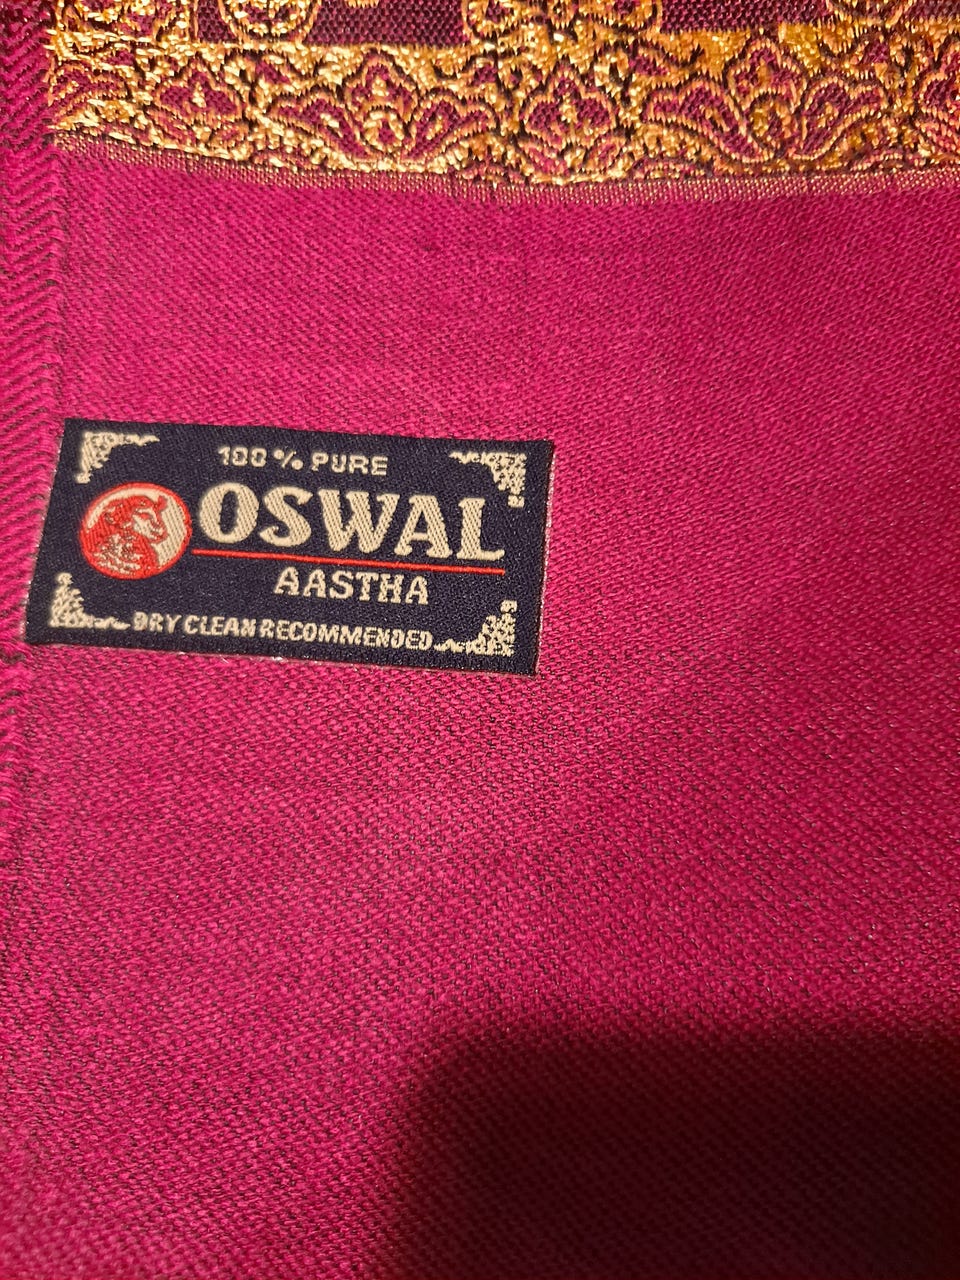 100 % PURE
OSWAL
AASTHA
DRY CLEAN RECOMMENDED